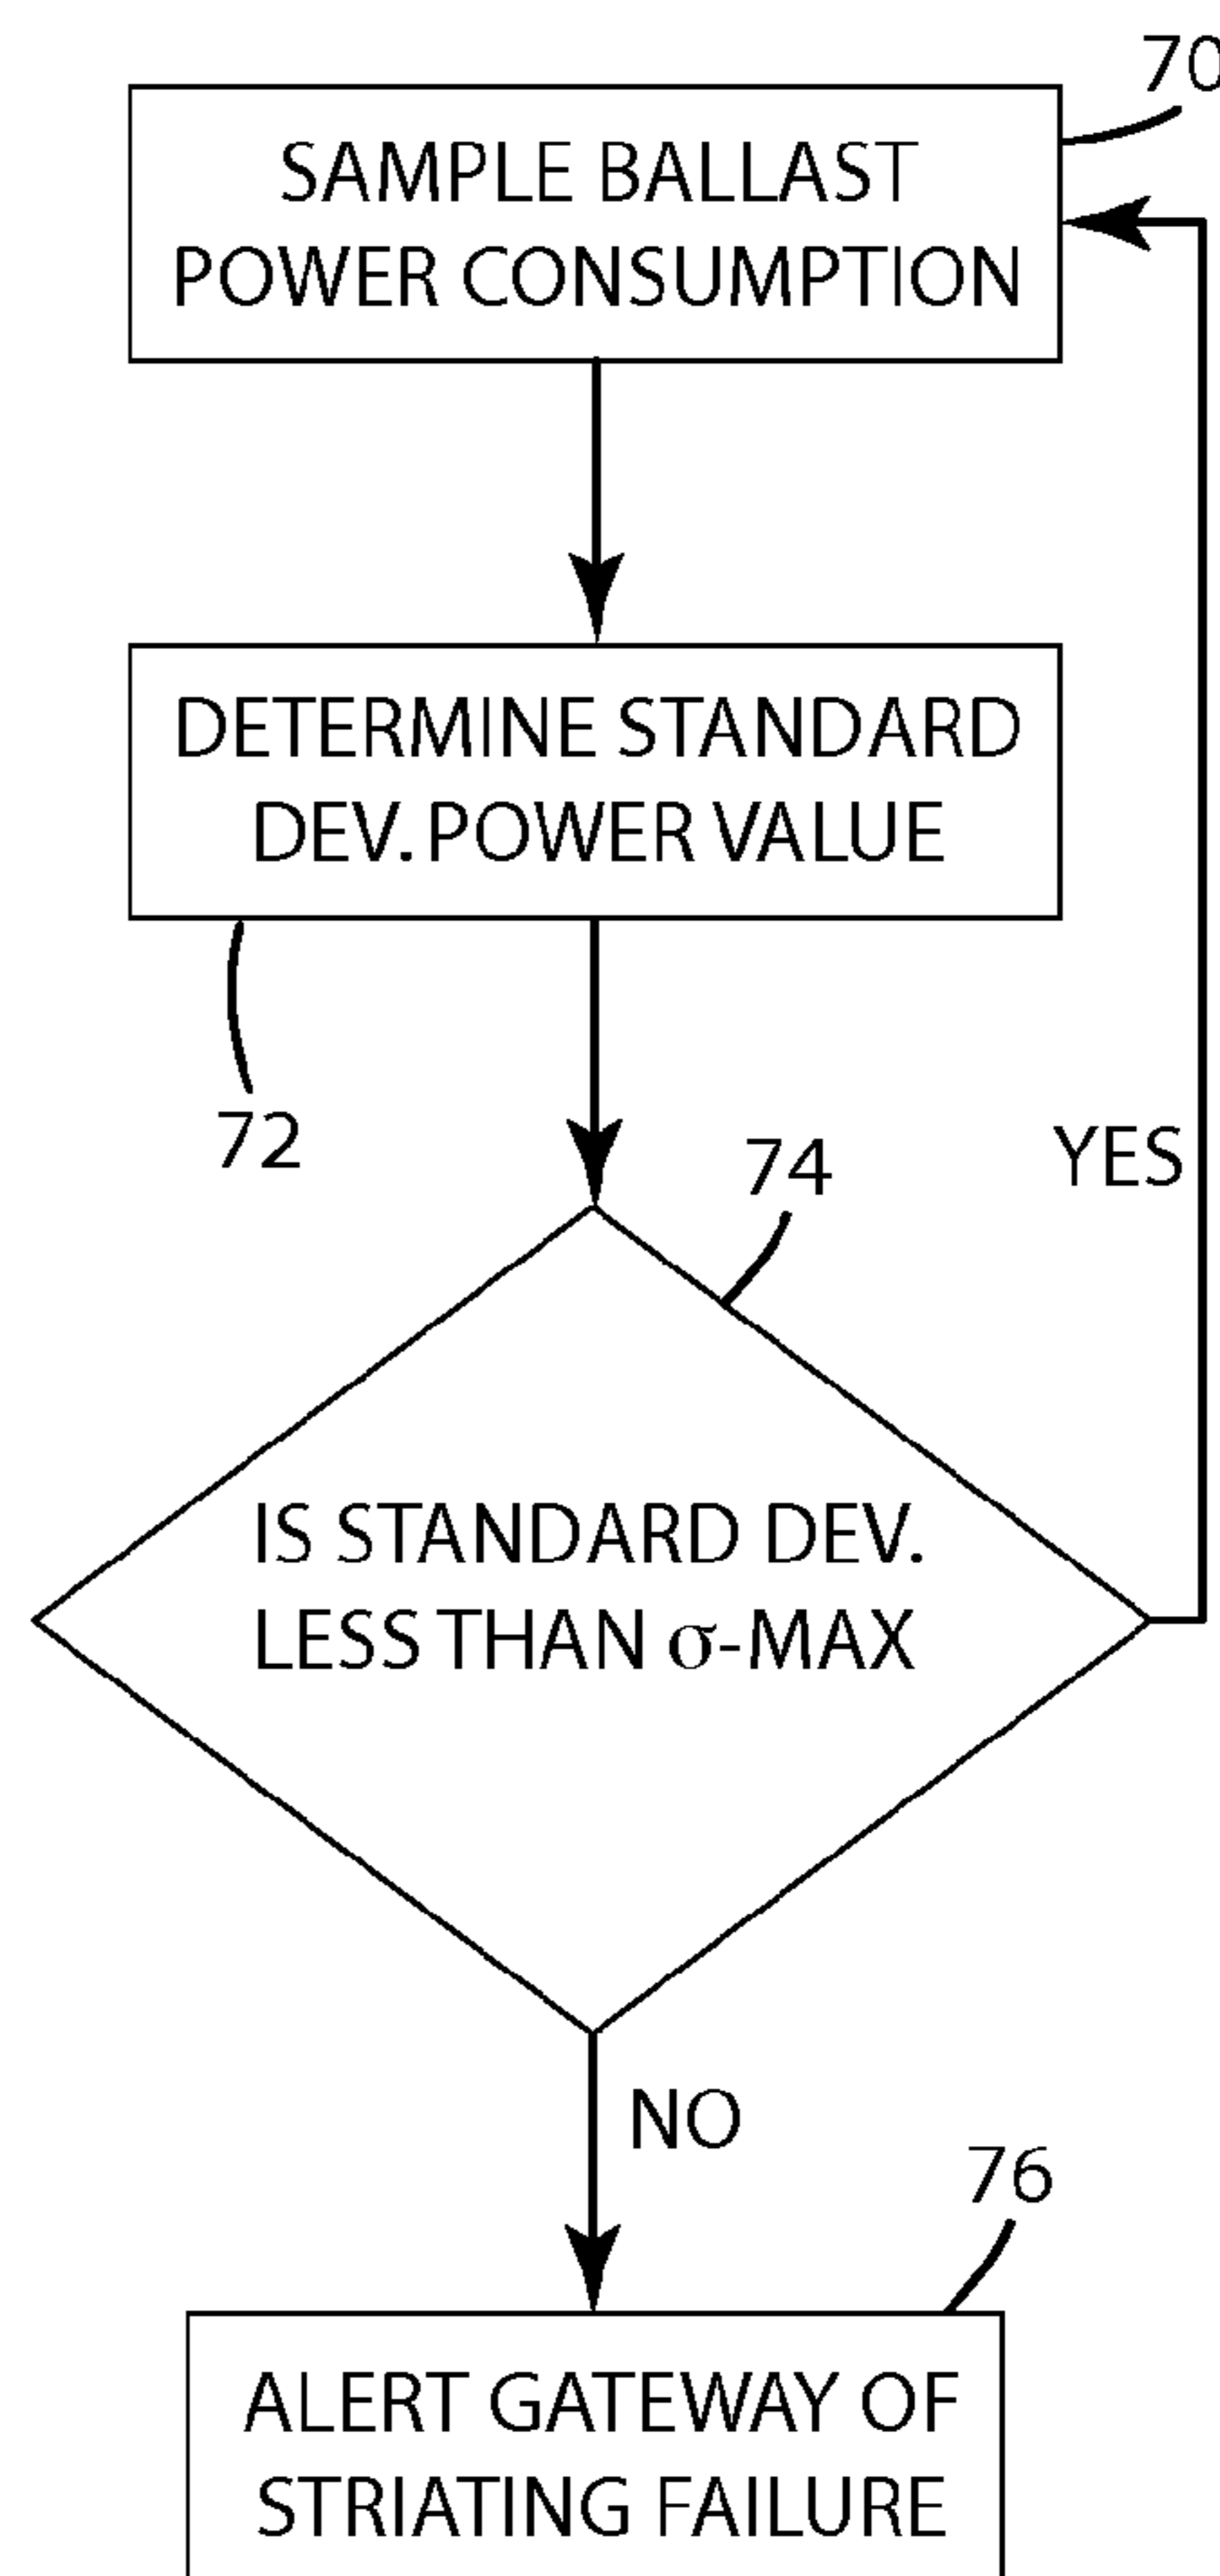 70
SAMPLE BALLAST
POWER CONSUMPTION
DETERMINE STANDARD
DEV. POWER VALUE
72
74
YES
IS STANDARD DEV.
LESS THAN σ-MAX
NO
76
ALERT GATEWAY OF
STRIATING FAILURE